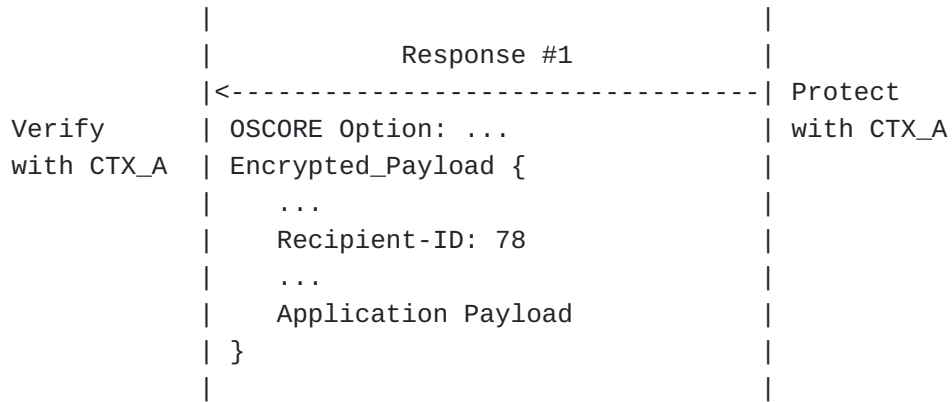 |                                   |
             |            Response #1            |
             |<----------------------------------| Protect
Verify       | OSCORE Option: ...                | with CTX_A
with CTX_A   | Encrypted_Payload {               |
             |    ...                            |
             |    Recipient-ID: 78               |
             |    ...                            |
             |    Application Payload            |
             | }                                 |
             |                                   |